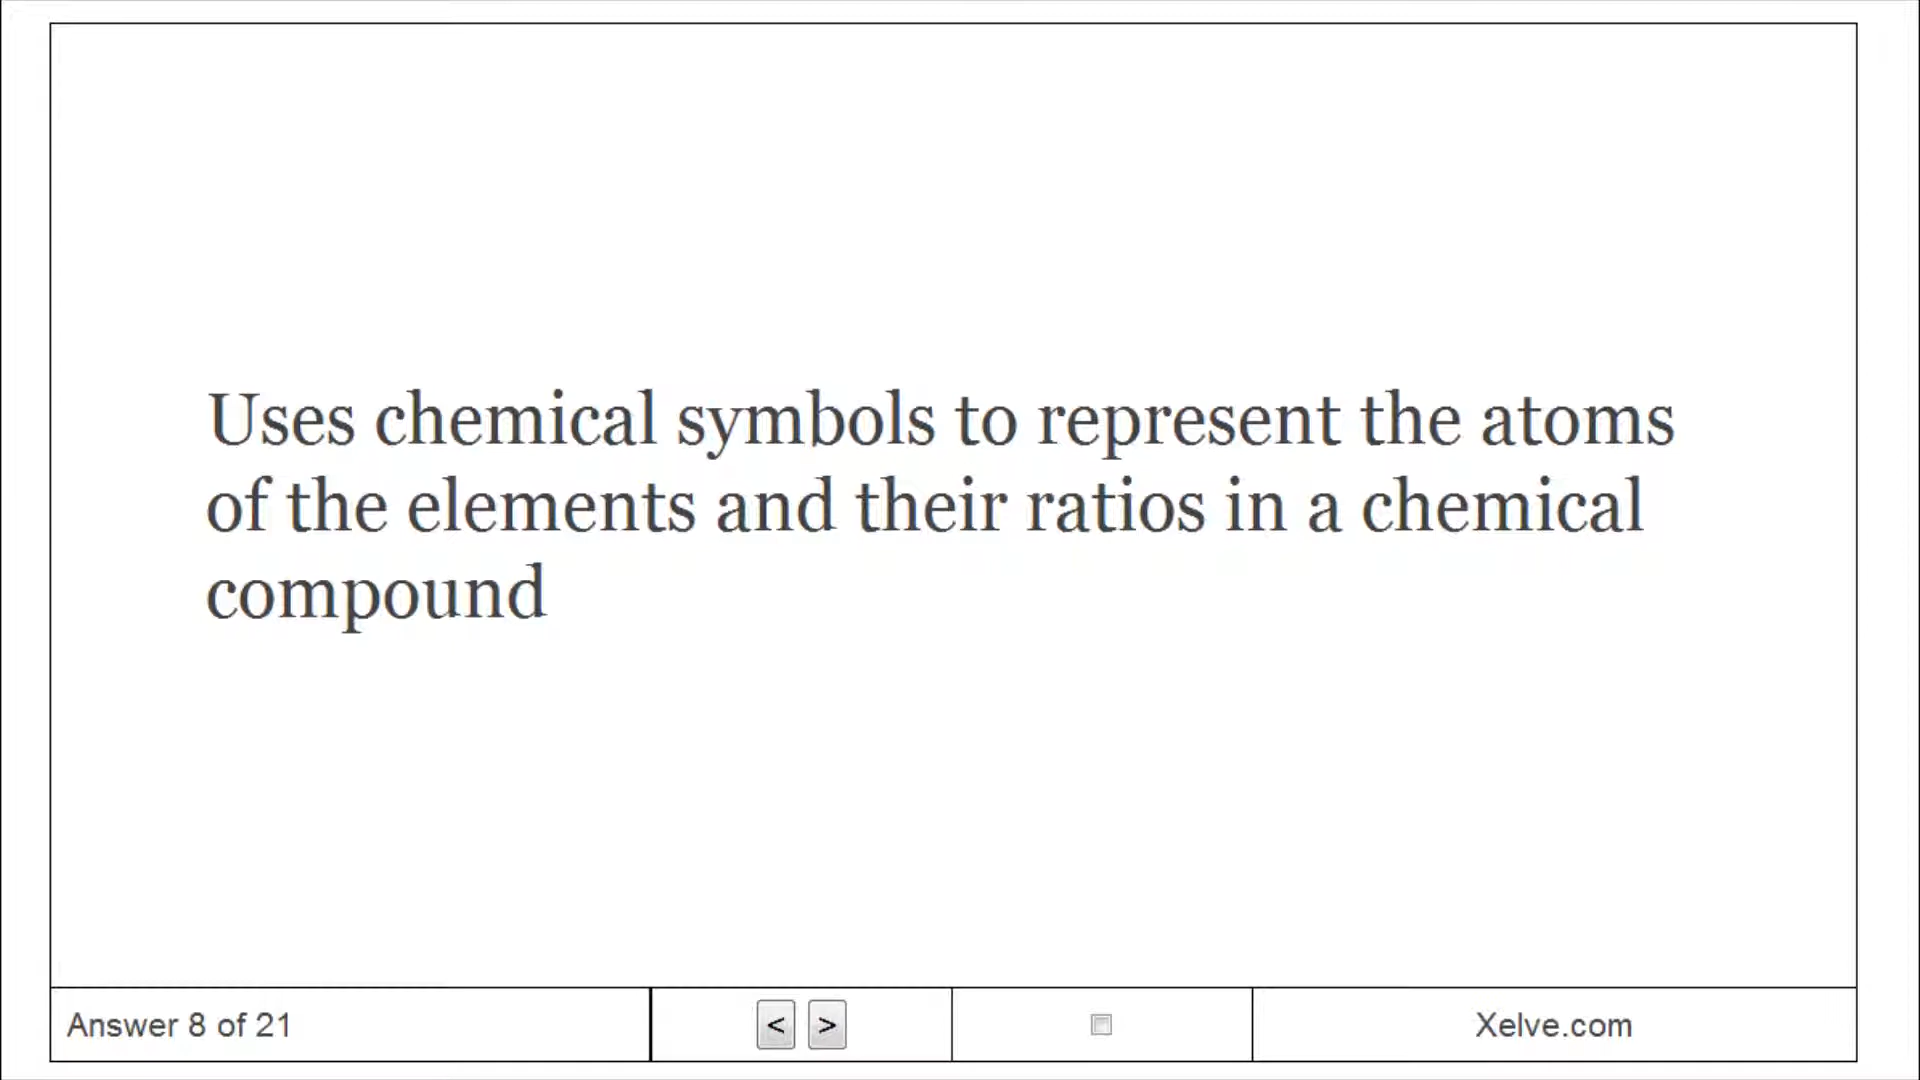 Uses chemical symbols to represent the atoms
of the elements and their ratios in a chemical
compound
Answer 8 of 21
< >
Xelve.com